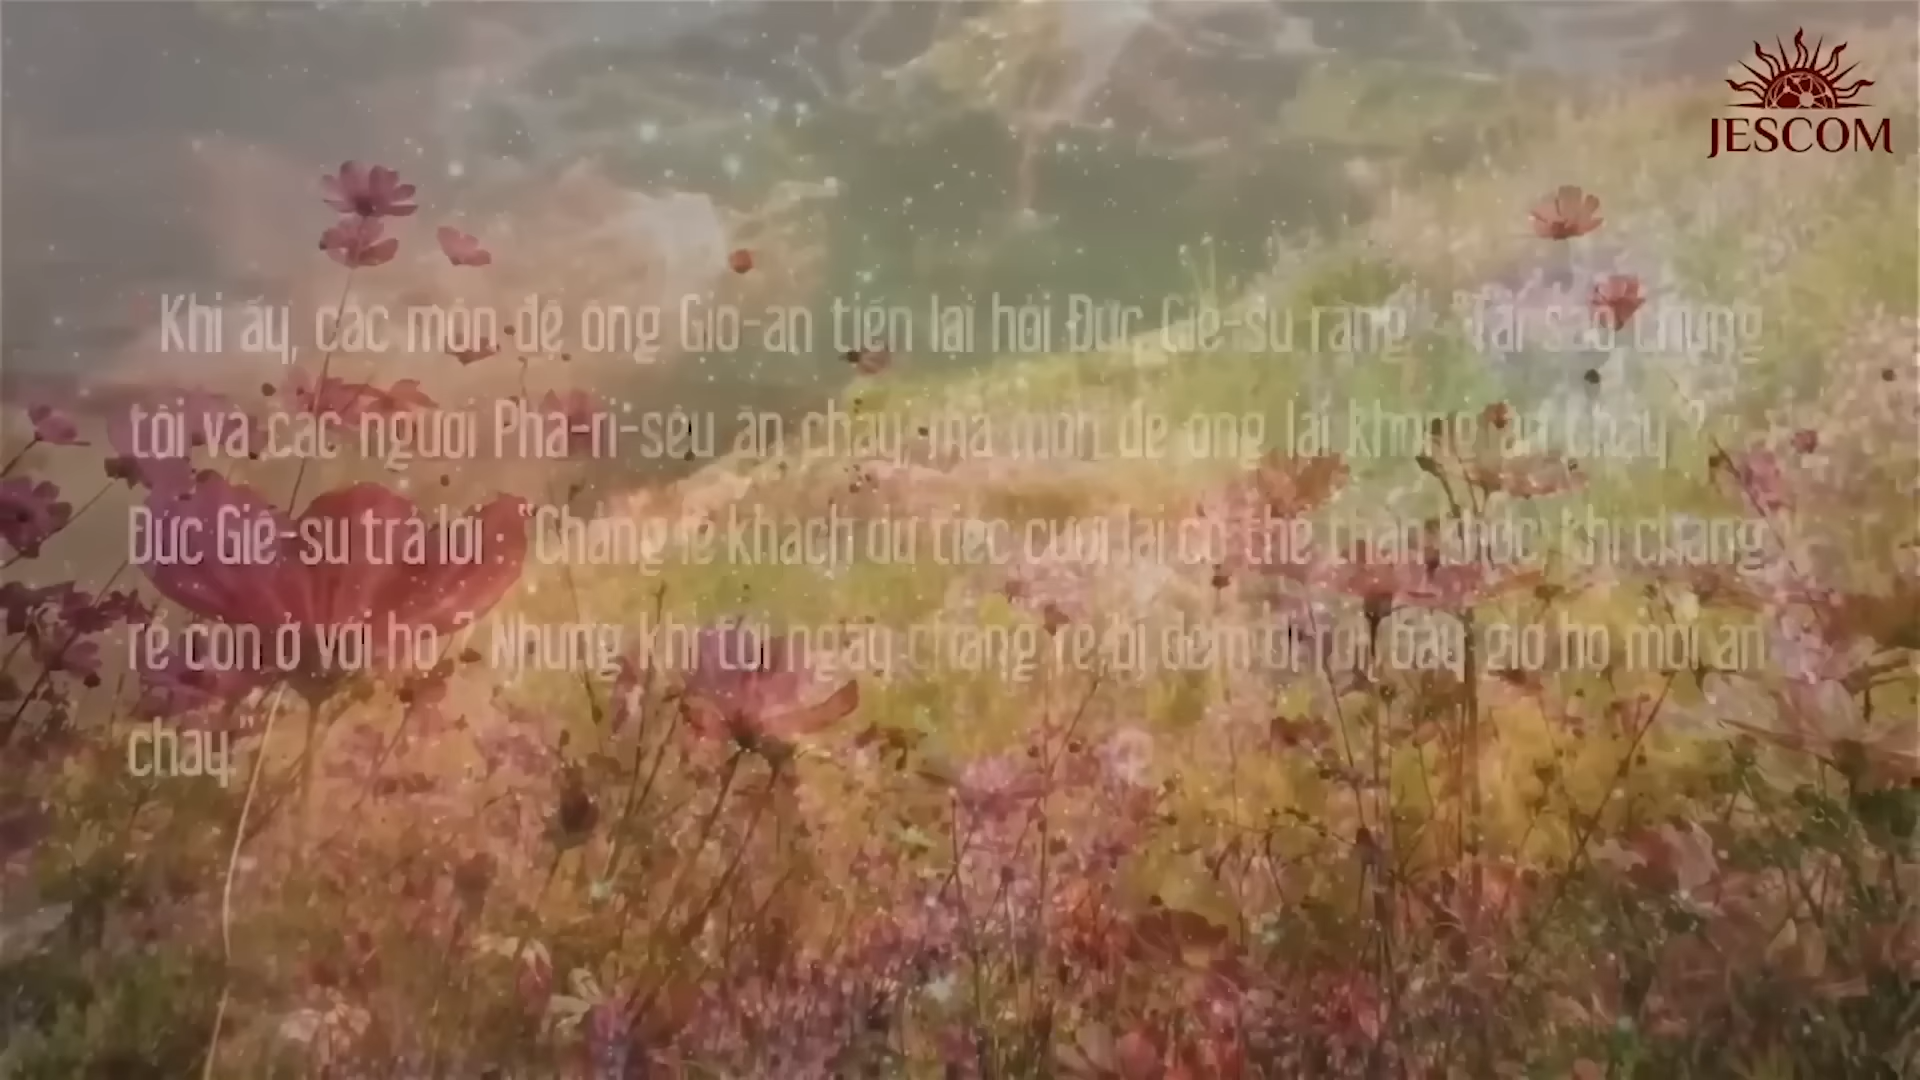 JESCOM
Khi ấy, các môn đệ ông Gio-an tiến lại hỏi Đức Giê-su rằng : "Tại sao chúng
tôi và các người Pha-ri-sêu ăn chay, mà môn đệ ông lại không ăn chay ?"
Đức Giê-su trả lời : "Chẳng lẽ khách dự tiệc cưới lại có thể than khóc, khi chàng
rể còn ở với họ ? Nhưng khi tới ngày chàng rể bị đem đi rồi, bấy giờ họ mới ăn
chay."